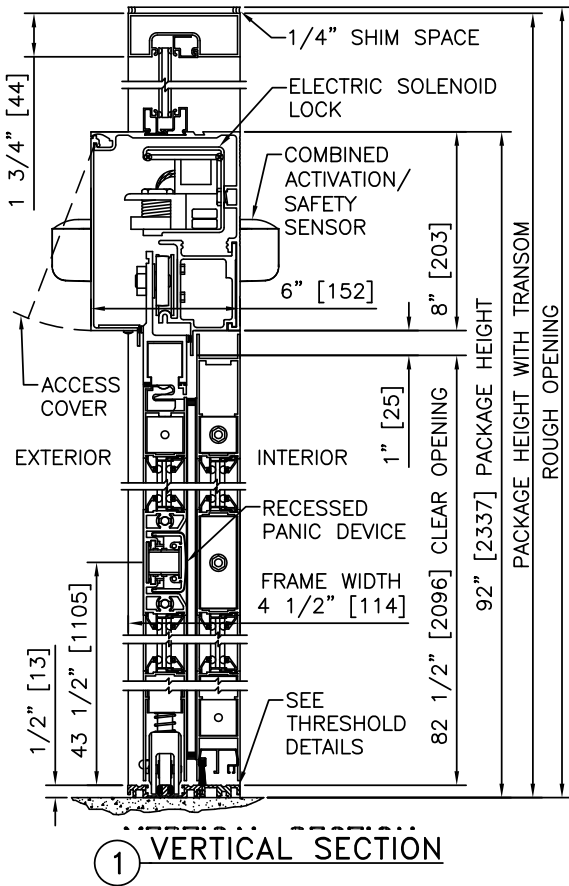 1/4" SHIM SPACE
ELECTRIC SOLENOID
LOCK
COMBINED
ACTIVATION/
SAFETY
SENSOR
1 3/4" [44]
6" [152]
8" [203]
ACCESS
COVER
EXTERIOR
INTERIOR
1" [25]
RECESSED
PANIC DEVICE
FRAME WIDTH
4 1/2" [114]
SEE
THRESHOLD
DETAILS
1/2" [13]
43 1/2" [1105]
82 1/2" [2096] CLEAR OPENING
92" [2337] PACKAGE HEIGHT
PACKAGE HEIGHT WITH TRANSOM
ROUGH OPENING
1 VERTICAL SECTION